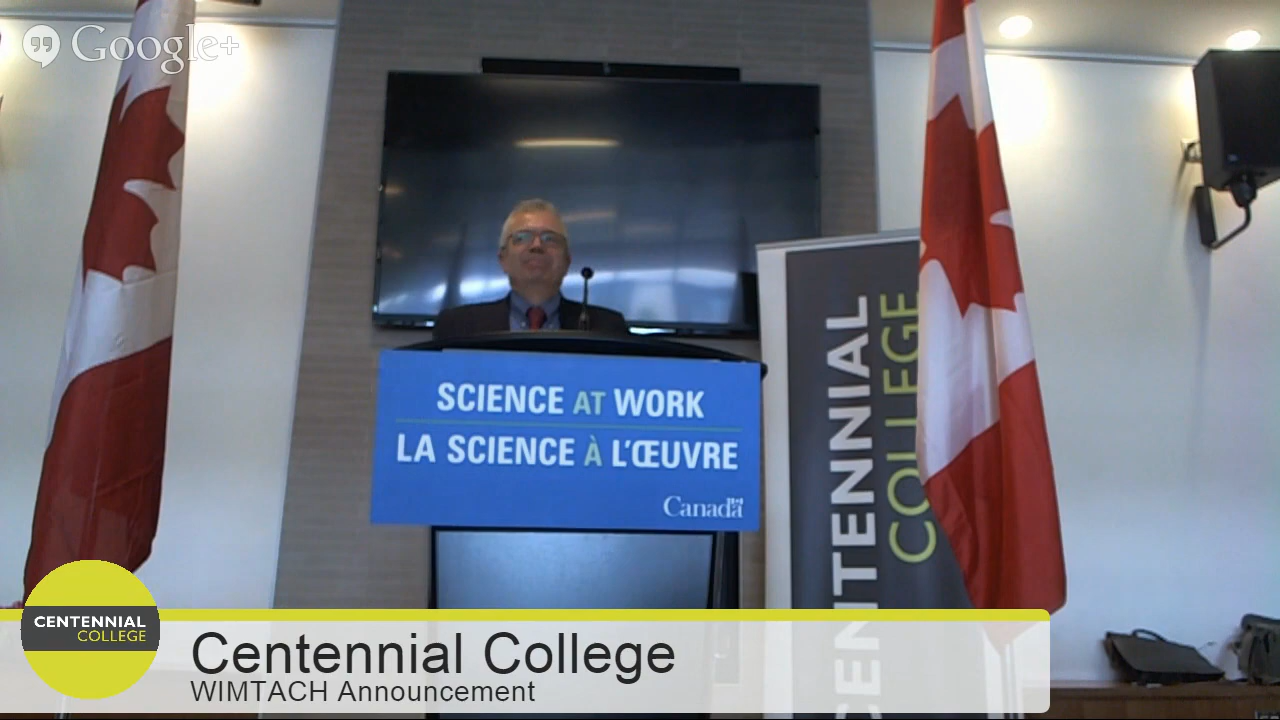 Google+
SCIENCE AT WORK
LA SCIENCE À L'ŒUVRE
Canada
CENTENNIAL
COLLEGE
CENTENNIAL
COLLEGE
Centennial College
WIMTACH Announcement